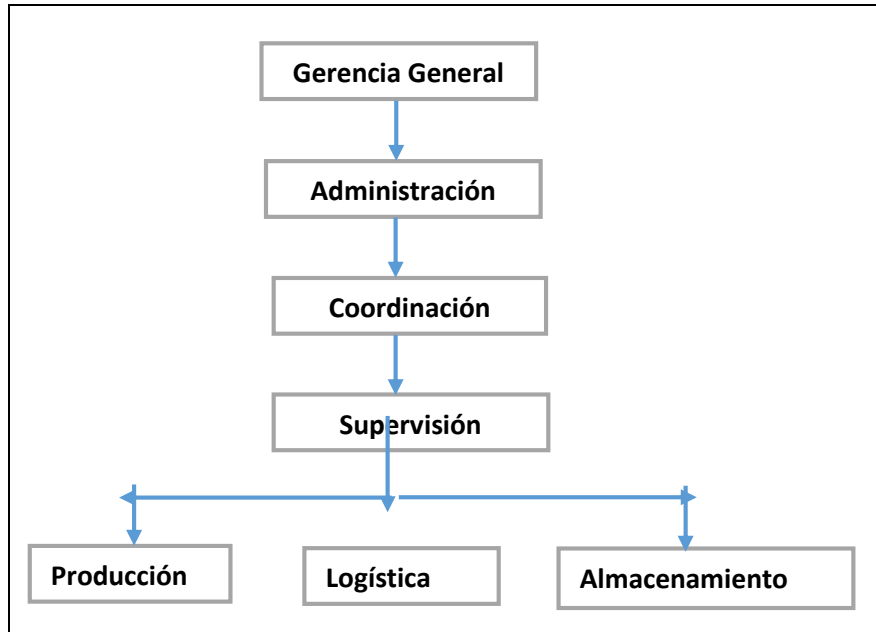 Gerencia General
Administración
Coordinación
Supervisión
Producción
Logística
Almacenamiento